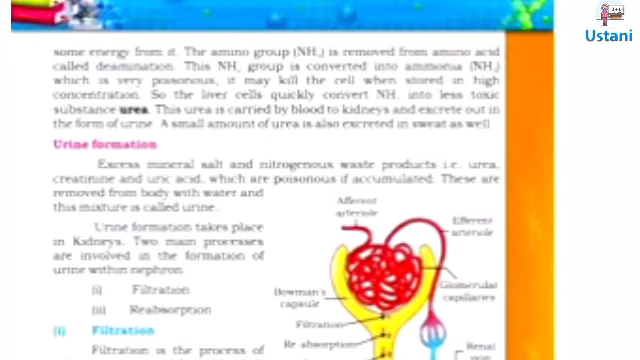 some energy from it. The amino group (NH₂) is removed from amino acid
called deamination. This NH₂ group is converted into ammonia (NH₃)
which is very poisonous, it may kill the cell when stored in high
concentration. So the liver cells quickly convert NH₃ into less toxic
substance urea. This urea is carried by blood to kidneys and excrete out in
the form of urine. A small amount of urea is also excreted in sweat as well
Urine formation
Excess mineral salt and nitrogenous waste products i.e. urea,
creatinine and uric acid, which are poisonous if accumulated. These are
removed from body with water and
this mixture is called urine.
Urine formation takes place
in Kidneys. Two main processes
are involved in the formation of
urine within nephron.
(i) Filtration
(ii) Reabsorption
(i) Filtration
Filtration is the process of
Afferent
arteriole
Efferent
arteriole
Glomerular
capillaries
Bowman's
capsule
Filtration
Re absorption
Renal
Ustani